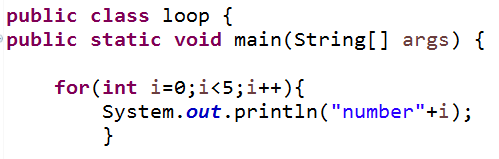 public class loop {
public static void main(String[] args) {
for(int i=0;i<5;i++){
System.out.println("number"+i);
}